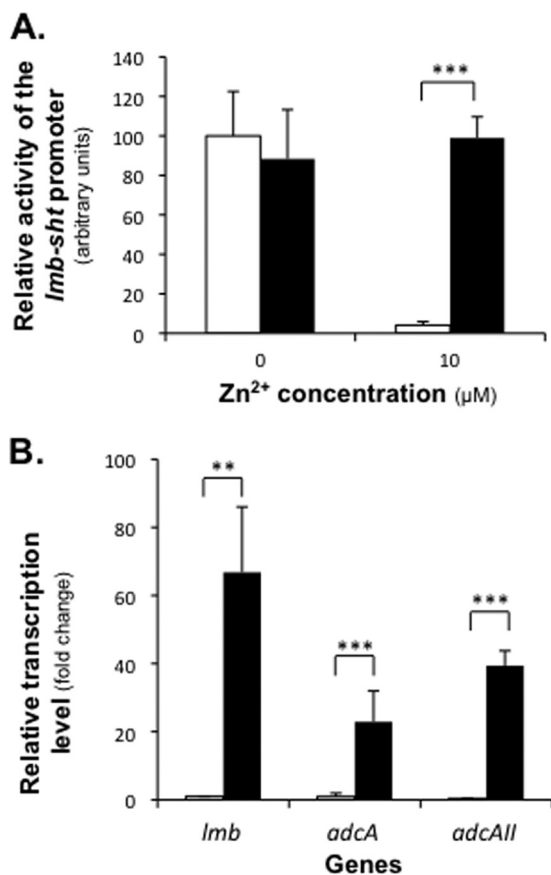 A.
Relative activity of the
lmb-sht promoter
(arbitrary units)
140
120
100
80
60
40
20
0
***
0
10
Zn2+ concentration (µM)
B.
Relative transcription
level (fold change)
100
80
60
40
20
0
**
***
***
lmb
adcA
adcAII
Genes